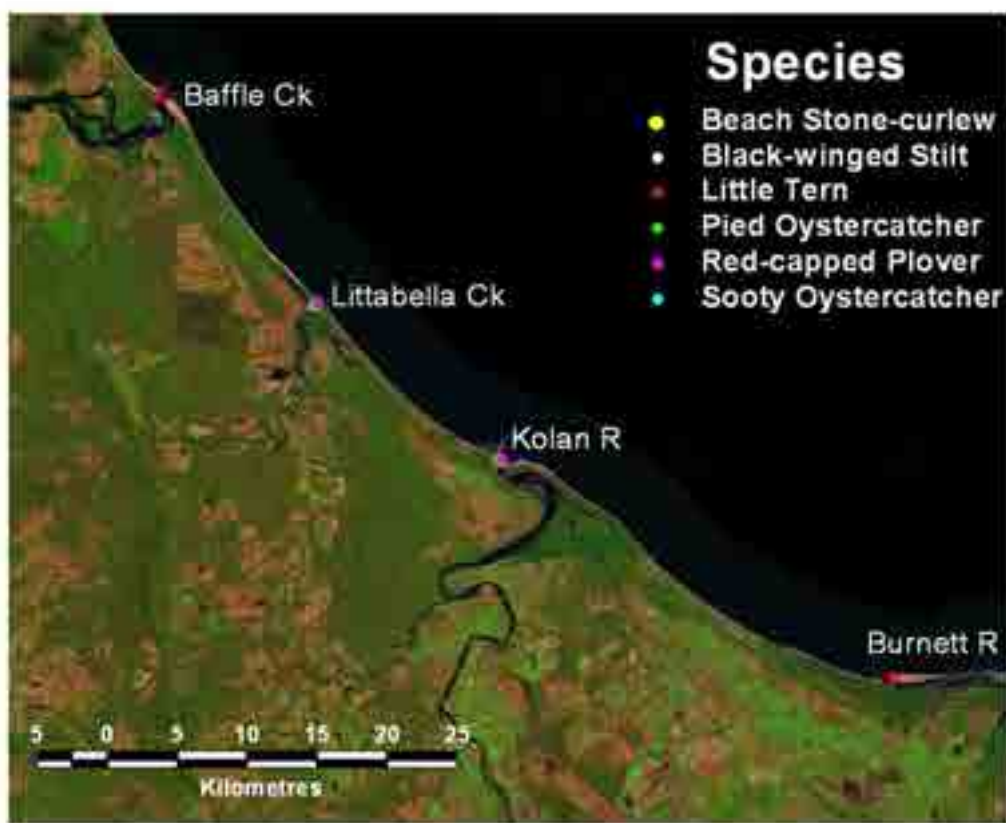 Species
Beach Stone-curlew
Black-winged Stilt
Little Tern
Pied Oystercatcher
Red-capped Plover
Sooty Oystercatcher
Baffle Ck
Littabella Ck
Kolan R
Burnett R
5 0 5 10 15 20 25
Kilometres